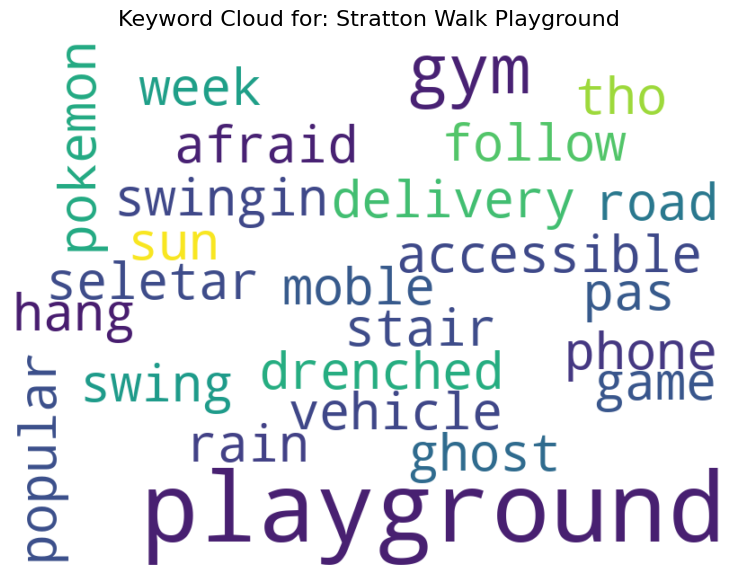 Keyword Cloud for: Stratton Walk Playground
pokemon
week
gym
tho
afraid
follow
swingin
delivery
road
sun
accessible
seletar
moble
pas
hang
stair
phone
popular
swing
drenched
game
vehicle
rain
ghost
playground